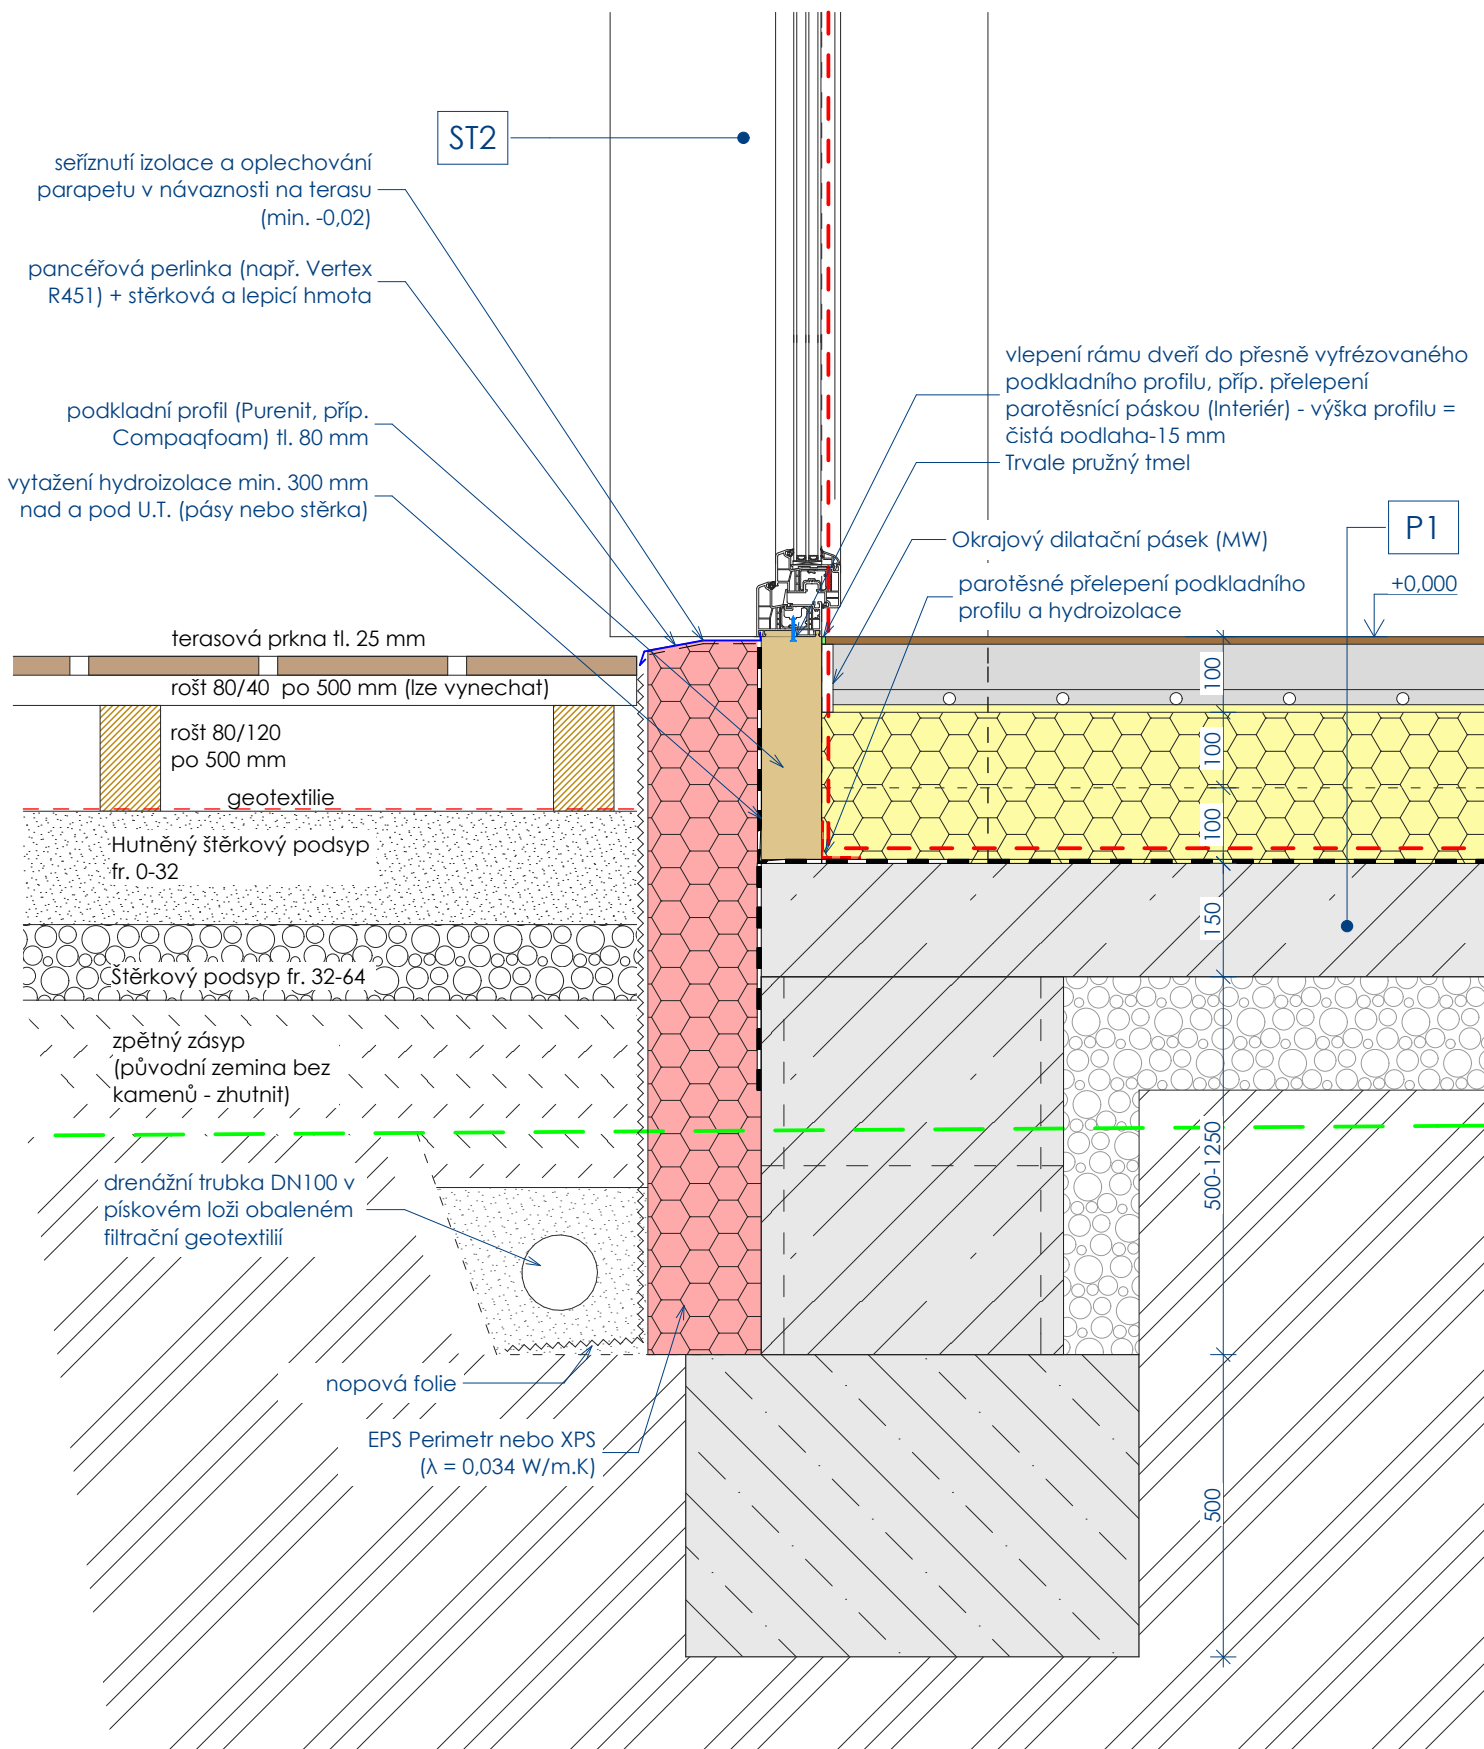 ST2
seříznutí izolace a oplechování
parapetu v návaznosti na terasu
(min. -0,02)
pancéřová perlinka (např. Vertex
R451) + stěrková a lepicí hmota
podkladní profil (Purenit, příp.
Compaqfoam) tl. 80 mm
vytažení hydroizolace min. 300 mm
nad a pod U.T. (pásy nebo stěrka)
vlepení rámu dveří do přesně vyfrézovaného
podkladního profilu, příp. přelepení
parotěsnící páskou (Interiér) - výška profilu =
čistá podlaha-15 mm
Trvale pružný tmel
P1
Okrajový dilatační pásek (MW)
parotěsné přelepení podkladního
profilu a hydroizolace
+0,000
terasová prkna tl. 25 mm
rošt 80/40 po 500 mm (lze vynechat)
rošt 80/120
po 500 mm
geotextilie
Hutněný štěrkový podsyp
fr. 0-32
Štěrkový podsyp fr. 32-64
zpětný zásyp
(původní zemina bez
kamenů - zhutnit)
drenážní trubka DN100 v
pískovém loži obaleném
filtrační geotextilií
nopová folie
EPS Perimetr nebo XPS
(λ = 0,034 W/m.K)
100
100
100
150
500-1250
500